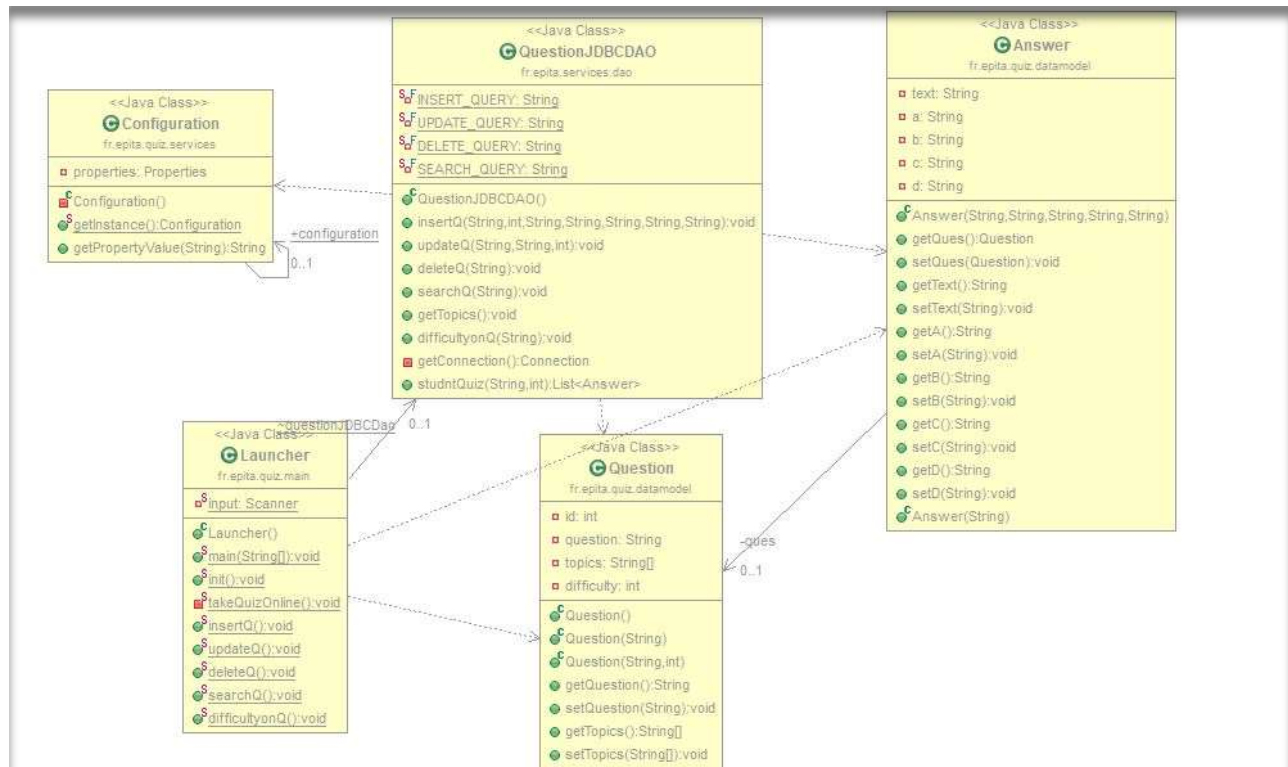 <<Java Class>>
Configuration
fr.epita.quiz.services
properties: Properties
Configuration()
getInstance():Configuration
getPropertyValue(String):String
+configuration
0..1
<<Java Class>>
QuestionJDBCDAO
fr.epita.services.dao
INSERT_QUERY: String
UPDATE_QUERY: String
DELETE_QUERY: String
SEARCH_QUERY: String
QuestionJDBCDAO()
insertQ(String,int,String,String,String,String,String):void
updateQ(String,String,int):void
deleteQ(String):void
searchQ(String):void
getTopics():void
difficultyonQ(String):void
getConnection():Connection
studntQuiz(String,int):List<Answer>
<<Java Class>>
Answer
fr.epita.quiz.datamodel
text: String
a: String
b: String
c: String
d: String
Answer(String,String,String,String,String)
getQues():Question
setQues(Question):void
getText():String
setText(String):void
getA():String
setA(String):void
getB():String
setB(String):void
getC():String
setC(String):void
getD():String
setD(String):void
Answer(String)
~questionJDBCDao
0..1
<<Java Class>>
Launcher
fr.epita.quiz.main
input: Scanner
Launcher()
main(String[]):void
init():void
takeQuizOnline():void
insertQ():void
updateQ():void
deleteQ():void
searchQ():void
difficultyonQ():void
<<Java Class>>
Question
fr.epita.quiz.datamodel
id: int
question: String
topics: String[]
difficulty: int
Question()
Question(String)
Question(String,int)
getQuestion():String
setQuestion(String):void
getTopics():String[]
setTopics(String[]):void
-ques
0..1